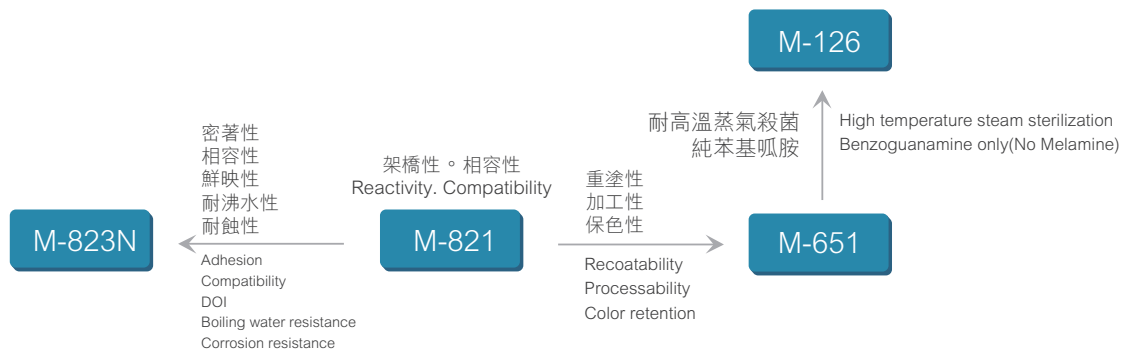 M-126
耐高溫蒸氣殺菌
純苯基呱胺
High temperature steam sterilization
Benzoguanamine only(No Melamine)
密著性
相容性
鮮映性
耐沸水性
耐蝕性
架橋性。相容性
Reactivity. Compatibility
重塗性
加工性
保色性
M-823N
M-821
M-651
Adhesion
Compatibility
DOI
Boiling water resistance
Corrosion resistance
Recoatability
Processability
Color retention